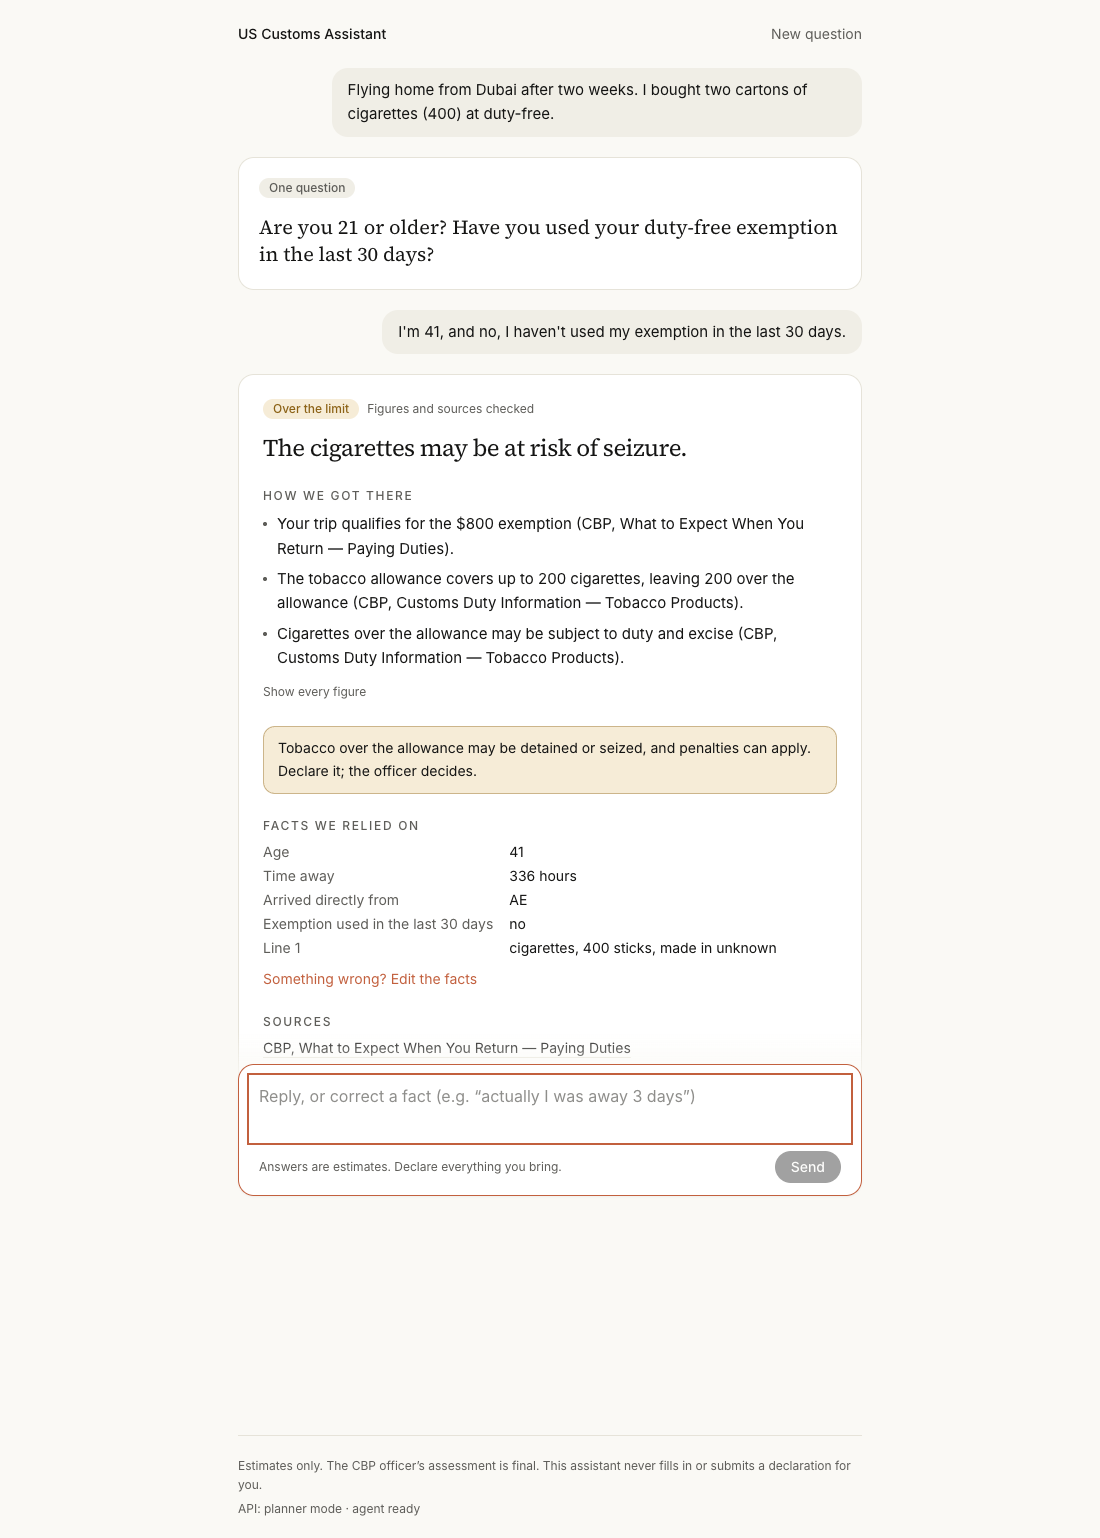 US Customs Assistant
New question
Flying home from Dubai after two weeks. I bought two cartons of
cigarettes (400) at duty-free.
One question
Are you 21 or older? Have you used your duty-free exemption
in the last 30 days?
I'm 41, and no, I haven't used my exemption in the last 30 days.
Over the limit
Figures and sources checked
The cigarettes may be at risk of seizure.
HOW WE GOT THERE
• Your trip qualifies for the $800 exemption (CBP, What to Expect When You
Return — Paying Duties).
• The tobacco allowance covers up to 200 cigarettes, leaving 200 over the
allowance (CBP, Customs Duty Information — Tobacco Products).
• Cigarettes over the allowance may be subject to duty and excise (CBP,
Customs Duty Information — Tobacco Products).
Show every figure
Tobacco over the allowance may be detained or seized, and penalties can apply.
Declare it; the officer decides.
FACTS WE RELIED ON
Age 41
Time away 336 hours
Arrived directly from AE
Exemption used in the last 30 days no
Line 1 cigarettes, 400 sticks, made in unknown
Something wrong? Edit the facts
SOURCES
CBP, What to Expect When You Return — Paying Duties
Reply, or correct a fact (e.g. “actually I was away 3 days”)
Answers are estimates. Declare everything you bring.
Send
Estimates only. The CBP officer’s assessment is final. This assistant never fills in or submits a declaration for
you.
API: planner mode · agent ready